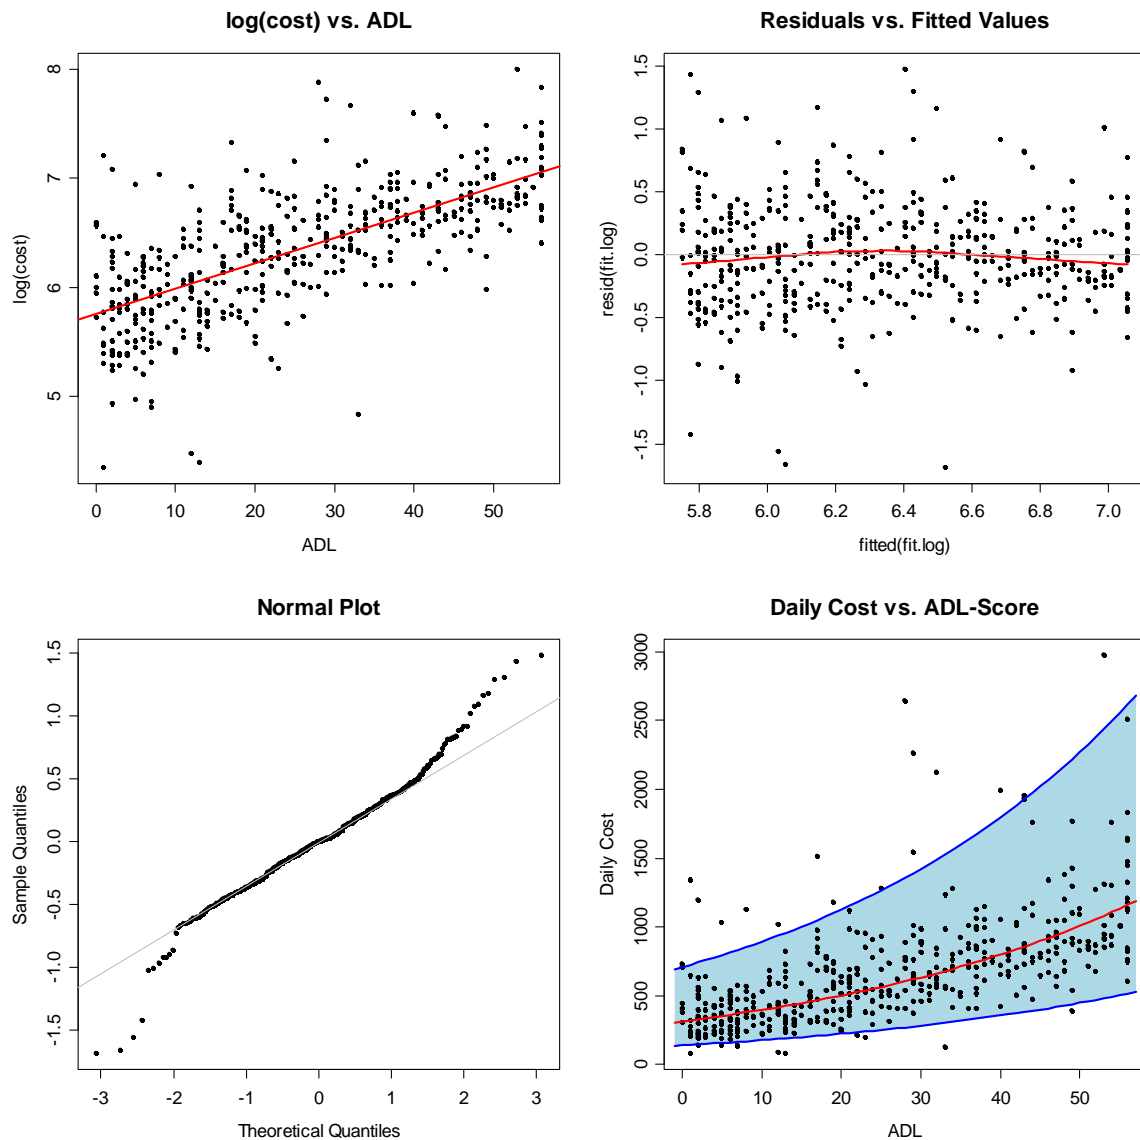 log(cost) vs. ADL
8
7
6
5
log(cost)
0 10 20 30 40 50
ADL
Residuals vs. Fitted Values
1.5
1.0
0.5
0.0
-0.5
-1.0
-1.5
resid(fit.log)
5.8 6.0 6.2 6.4 6.6 6.8 7.0
fitted(fit.log)
Normal Plot
1.5
1.0
0.5
0.0
-0.5
-1.0
-1.5
Sample Quantiles
-3 -2 -1 0 1 2 3
Theoretical Quantiles
Daily Cost vs. ADL-Score
3000
2500
2000
1500
1000
500
0
Daily Cost
0 10 20 30 40 50
ADL